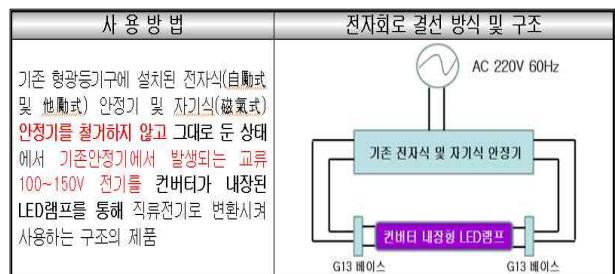 사 용 방 법
전자회로 결선 방식 및 구조
기존 형광등기구에 설치된 전자식(自勵式
및 他勵式) 안정기 및 자기식(磁氣式)
안정기를 철거하지 않고 그대로 둔 상태
에서 기존안정기에서 발생되는 교류
100~150V 전기를 컨버터가 내장된
LED램프를 통해 직류전기로 변환시켜
사용하는 구조의 제품
AC 220V 60Hz
기존 전자식 및 자기식 안정기
컨버터 내장형 LED램프
G13 베이스
G13 베이스